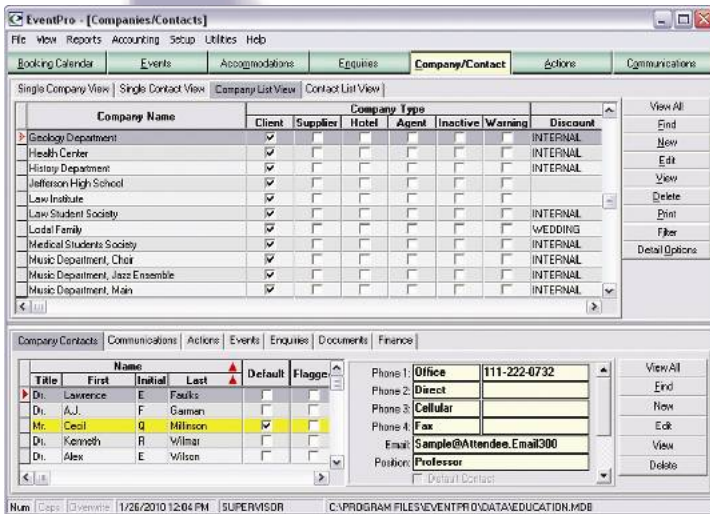 EventPro - [Companies/Contacts]
File View Reports Accounting Setup Utilities Help
Booking Calendar Events Accommodations Enquiries Company/Contact Actions Communications
Single Company View Single Contact View Company List View Contact List View
Company Name Company Type
Client Supplier Hotel Agent Inactive Warning Discount
Geology Department INTERNAL
Health Center INTERNAL
History Department INTERNAL
Jefferson High School
Law Institute
Law Student Society INTERNAL
Lodal Family WEDDING
Medical Students Society INTERNAL
Music Department, Choir INTERNAL
Music Department, Jazz Ensemble INTERNAL
Music Department, Main INTERNAL
View All
Find
New
Edit
View
Delete
Print
Filter
Detail Options
Company Contacts Communications Actions Events Enquiries Documents Finance
Name Default Flagge
Title First Initial Last
Dr. Lawrence E Faulks
Dr. A.J. F Garman
Mr. Cecil Q Millinson
Dr. Kenneth R Wilmar
Dr. Alex E Wilson
Phone 1: Office 111-222-0732
Phone 2: Direct
Phone 3: Cellular
Phone 4: Fax
Email: Sample@Attendee.Email300
Position: Professor
Default Contact
View All
Find
New
Edit
View
Delete
Num Caps Overwrite 1/26/2010 12:04 PM SUPERVISOR C:\PROGRAM FILES\EVENTPRO\DATA\EDUCATION.MDB